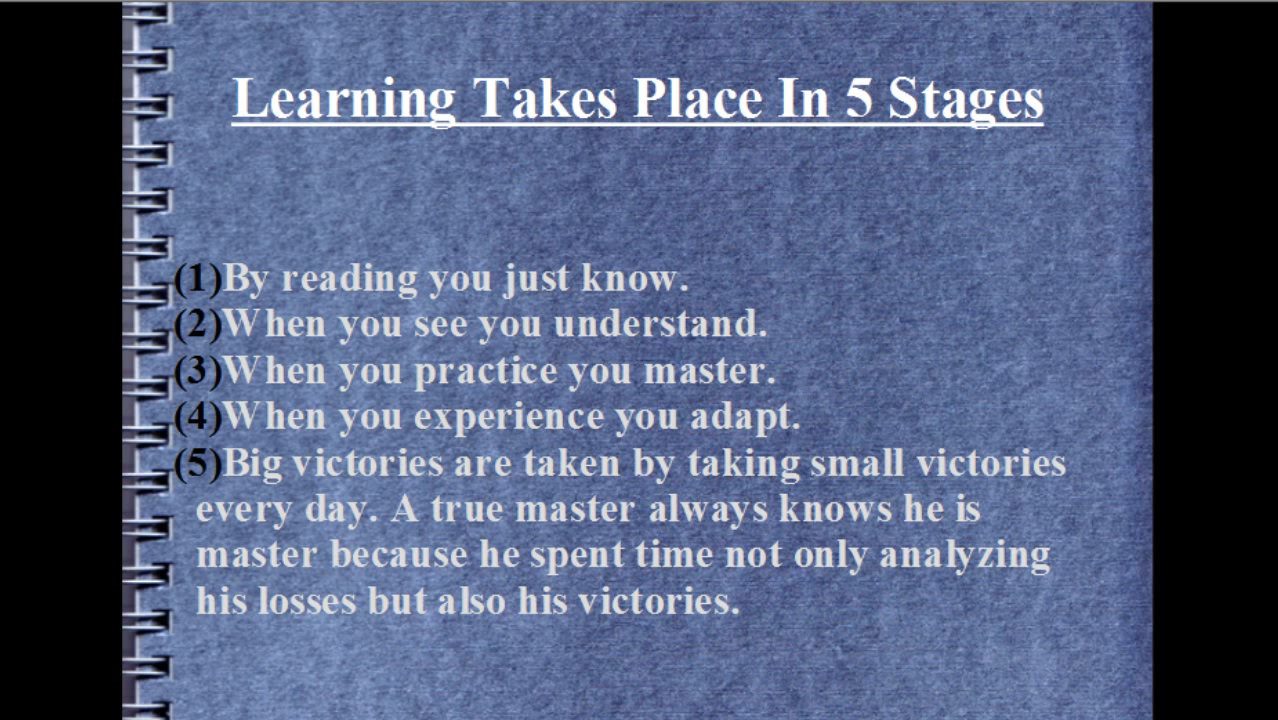 Learning Takes Place In 5 Stages
(1)By reading you just know.
(2)When you see you understand.
(3)When you practice you master.
(4)When you experience you adapt.
(5)Big victories are taken by taking small victories
every day. A true master always knows he is
master because he spent time not only analyzing
his losses but also his victories.